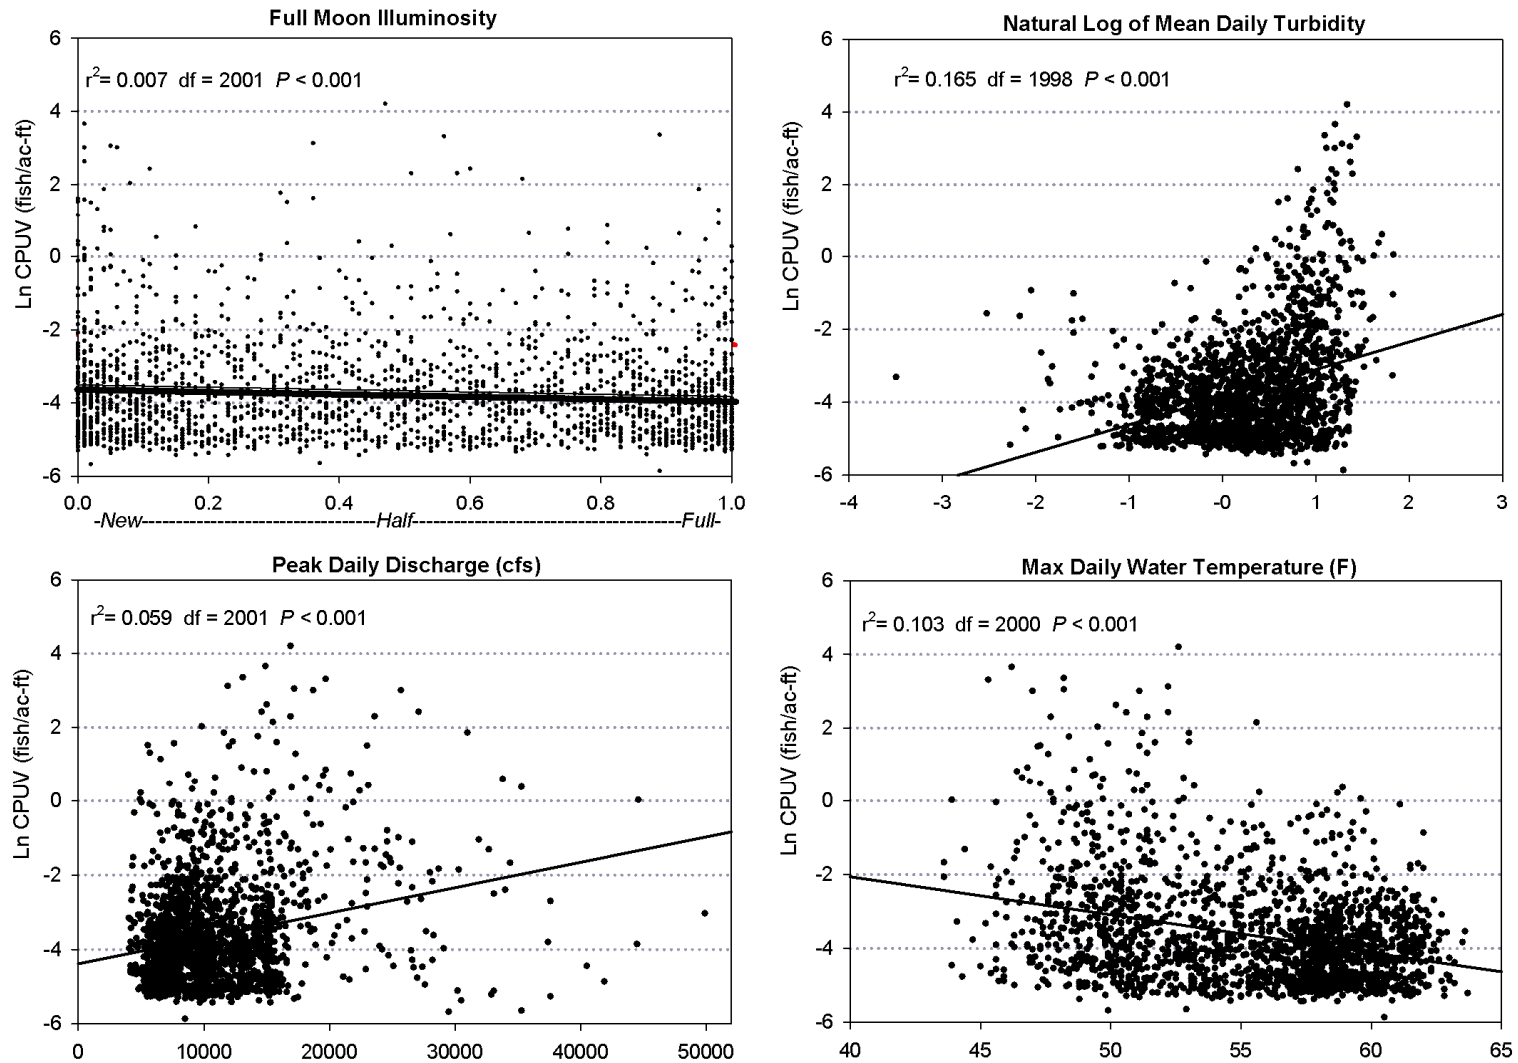 Full Moon Illuminosity
r²= 0.007 df = 2001 P < 0.001
Ln CPUV (fish/ac-ft)
6
4
2
0
-2
-4
-6
0.0 0.2 0.4 0.6 0.8 1.0
-New-----------------------------------Half----------------------------------------Full-
Natural Log of Mean Daily Turbidity
r²= 0.165 df = 1998 P < 0.001
Ln CPUV (fish/ac-ft)
6
4
2
0
-2
-4
-6
-4 -3 -2 -1 -0 1 2 3
Peak Daily Discharge (cfs)
r²= 0.059 df = 2001 P < 0.001
Ln CPUV (fish/ac-ft)
6
4
2
0
-2
-4
-6
0 10000 20000 30000 40000 50000
Max Daily Water Temperature (F)
r²= 0.103 df = 2000 P < 0.001
Ln CPUV (fish/ac-ft)
6
4
2
0
-2
-4
-6
40 45 50 55 60 65